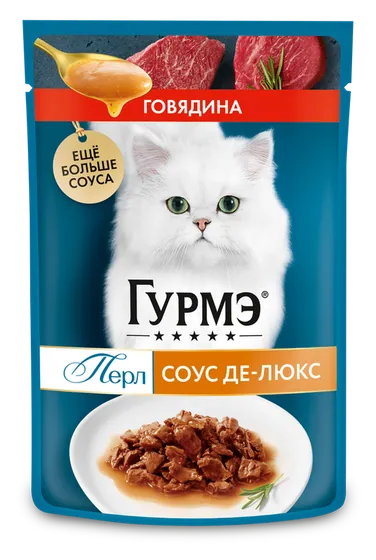 ГОВЯДИНА
ЕЩЁ
БОЛЬШЕ
СОУСА
ГУРМЭ®
★★★★★
Перл
СОУС ДЕ-ЛЮКС